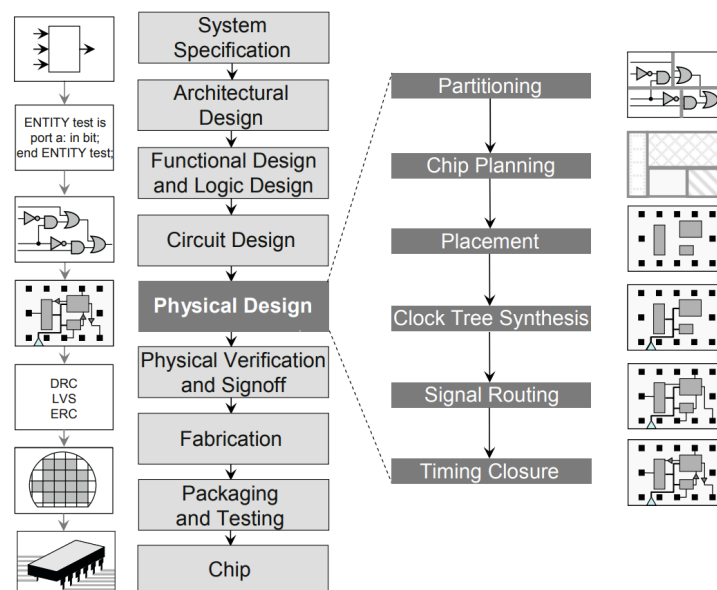 System
Specification
ENTITY test is
port a: in bit;
end ENTITY test;
Architectural
Design
Functional Design
and Logic Design
Circuit Design
Physical Design
DRC
LVS
ERC
Physical Verification
and Signoff
Fabrication
Packaging
and Testing
Chip
Partitioning
Chip Planning
Placement
Clock Tree Synthesis
Signal Routing
Timing Closure